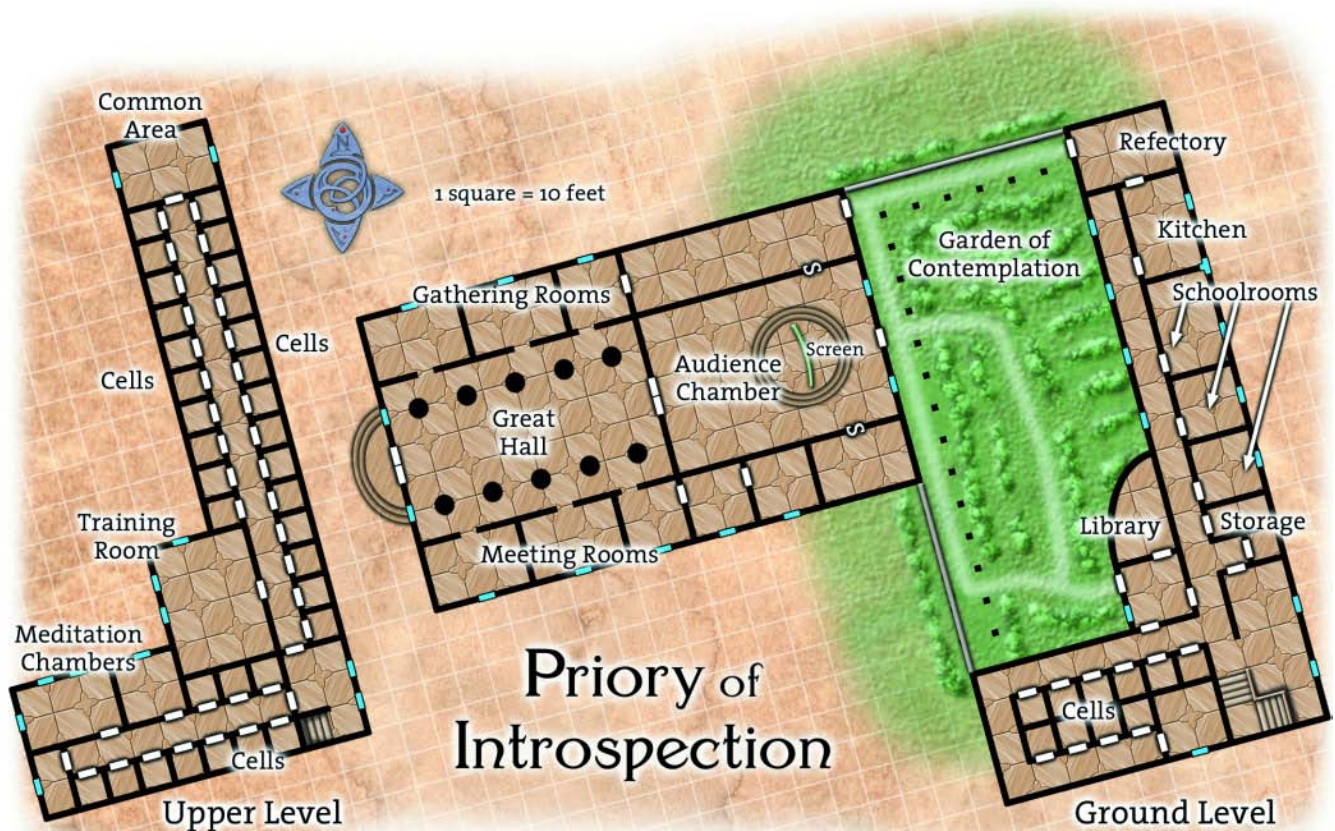 Common
Area
N
1 square = 10 feet
Refectory
Kitchen
Garden of
Contemplation
Schoolrooms
Gathering Rooms
S
Cells
Cells
Screen
Audience
Chamber
Great
Hall
S
Training
Room
Meeting Rooms
Library
Storage
Meditation
Chambers
Priory of
Introspection
Cells
Cells
Upper Level
Ground Level